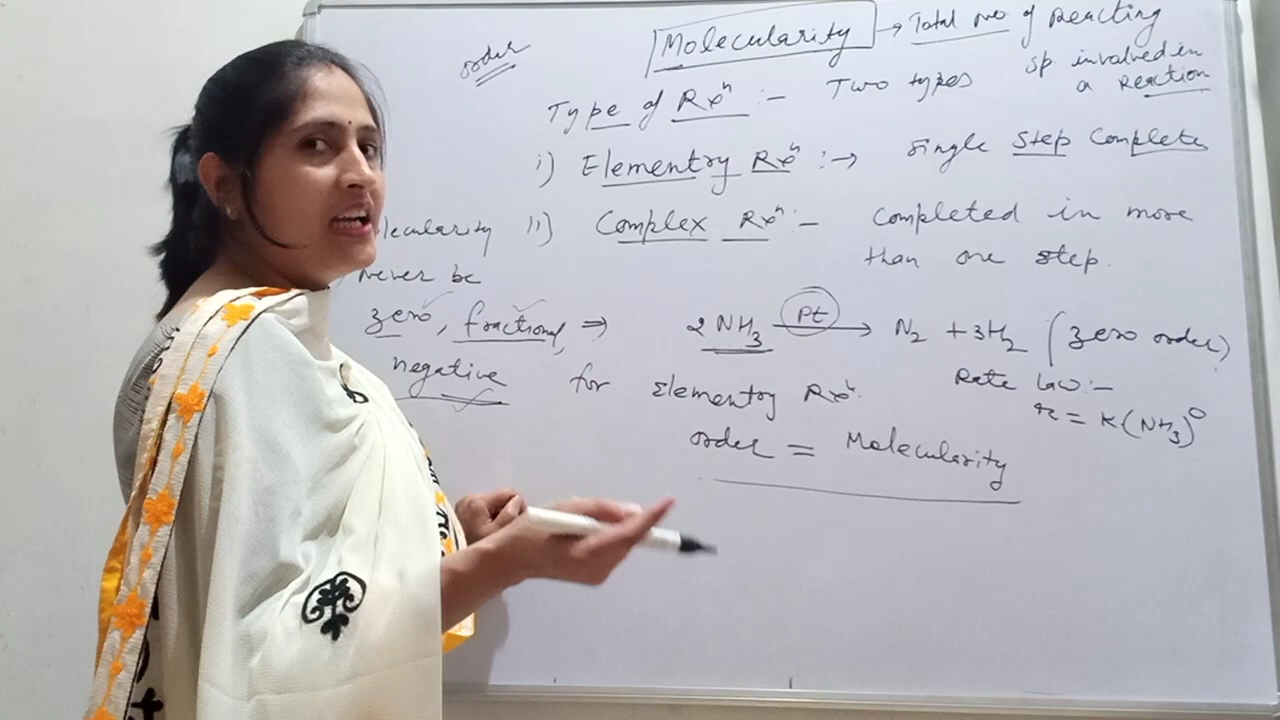 order
Molecularity → Total no of Reacting
sp involved in
a Reaction
Type of Rxⁿ :- Two types
i) Elementry Rxⁿ :→ single step Complete
lecularity ii) Complex Rxⁿ :- Completed in more
than one step.
never be
zero, fractional, ⇒
negative
2NH₃ Pt → N₂ + 3H₂ (zero order)
Rate law :-
r = K(NH₃)⁰
for elementry Rxⁿ.
order = Molecularity